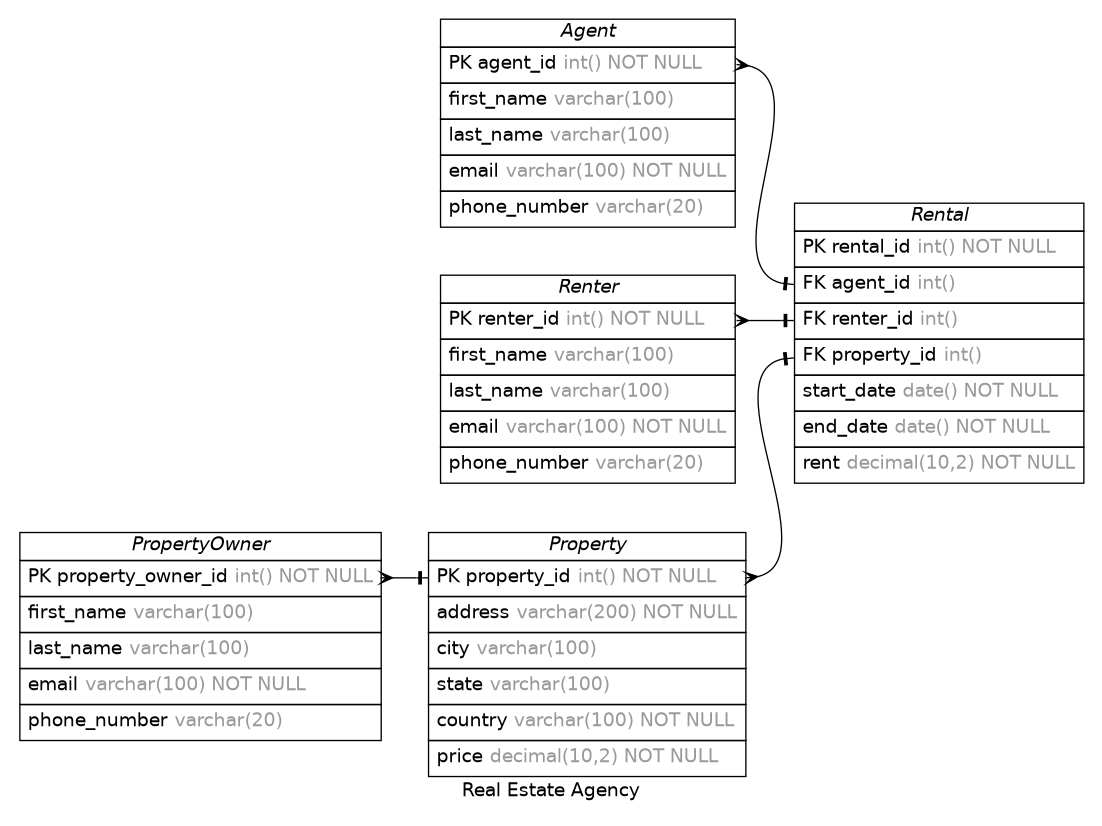 Agent
PK agent_id int() NOT NULL
first_name varchar(100)
last_name varchar(100)
email varchar(100) NOT NULL
phone_number varchar(20)
Rental
PK rental_id int() NOT NULL
FK agent_id int()
FK renter_id int()
FK property_id int()
start_date date() NOT NULL
end_date date() NOT NULL
rent decimal(10,2) NOT NULL
Renter
PK renter_id int() NOT NULL
first_name varchar(100)
last_name varchar(100)
email varchar(100) NOT NULL
phone_number varchar(20)
PropertyOwner
PK property_owner_id int() NOT NULL
first_name varchar(100)
last_name varchar(100)
email varchar(100) NOT NULL
phone_number varchar(20)
Property
PK property_id int() NOT NULL
address varchar(200) NOT NULL
city varchar(100)
state varchar(100)
country varchar(100) NOT NULL
price decimal(10,2) NOT NULL
Real Estate Agency